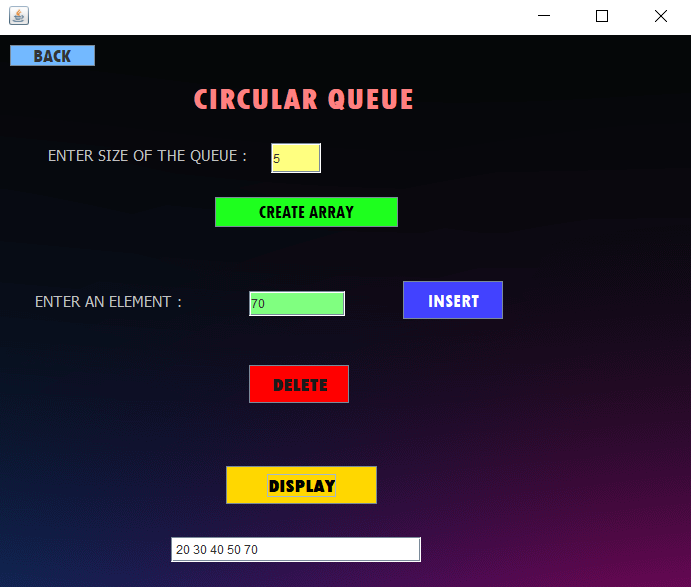 BACK
CIRCULAR QUEUE
ENTER SIZE OF THE QUEUE : 5
CREATE ARRAY
ENTER AN ELEMENT : 70 INSERT
DELETE
DISPLAY
20 30 40 50 70